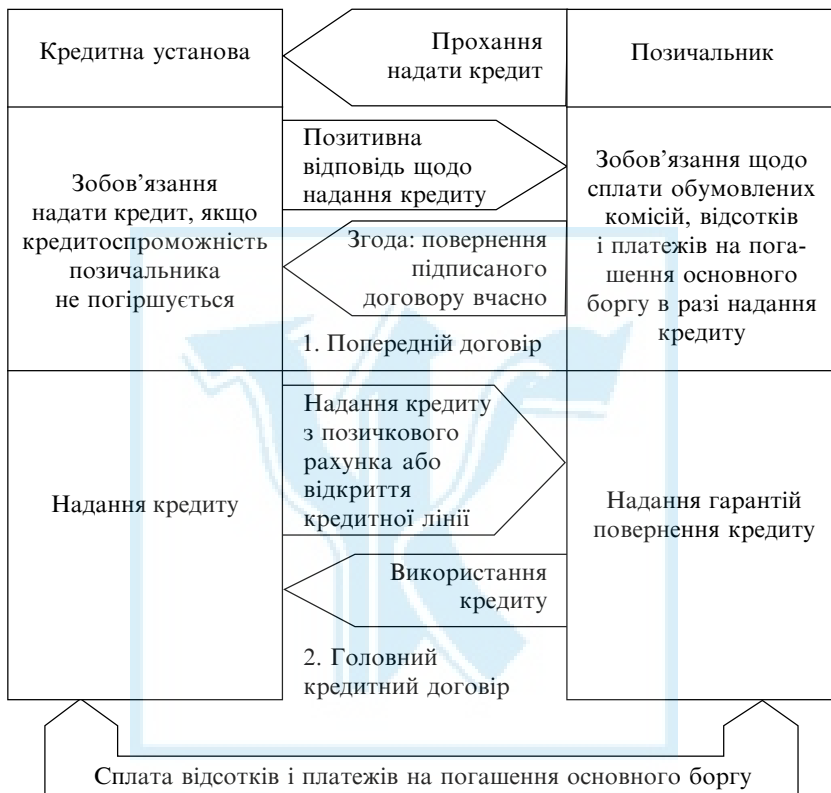 Кредитна установа
Прохання
надати кредит
Позичальник
Зобов’язання
надати кредит, якщо
кредитоспроможність
позичальника
не погіршується
Позитивна
відповідь щодо
надання кредиту
Згода: повернення
підписаного
договору вчасно
1. Попередній договір
Зобов’язання щодо
сплати обумовлених
комісій, відсотків
і платежів на пога-
шення основного
боргу в разі надання
кредиту
Надання кредиту
Надання кредиту
з позичкового
рахунка або
відкриття
кредитної лінії
Використання
кредиту
2. Головний
кредитний договір
Надання гарантій
повернення кредиту
Сплата відсотків і платежів на погашення основного боргу